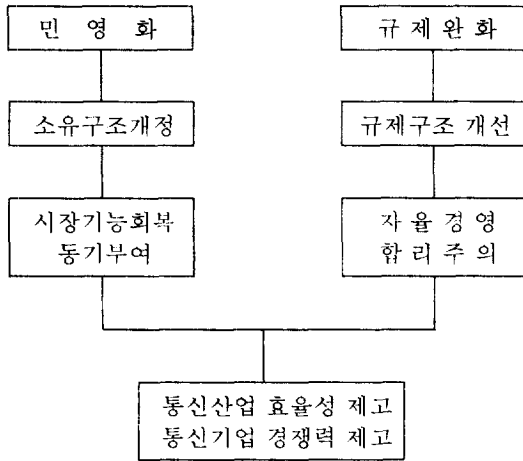 민 영 화
규 제 완 화
소유구조개정
규제구조 개선
시장기능회복
동기부여
자 율 경 영
합 리 주 의
통신산업 효율성 제고
통신기업 경쟁력 제고